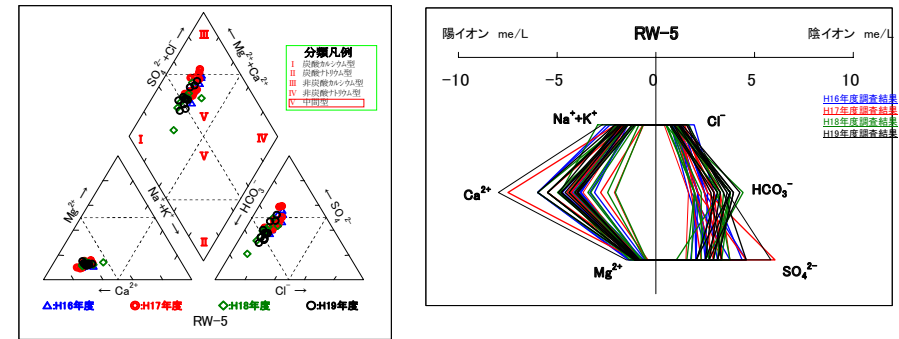 分類凡例
I 炭酸カルシウム型
II 炭酸ナトリウム型
III 非炭酸カルシウム型
IV 非炭酸ナトリウム型
V 中間型
SO₄²⁻+Cl⁻ →
← Mg²⁺+Ca²⁺
III
I
V
IV
V
II
Mg²⁺ →
Na⁺+K⁺ →
← HCO₃⁻
SO₄²⁻ →
← Ca²⁺
Cl⁻ →
△:H16年度 ◎:H17年度 ◇:H18年度 ○:H19年度
RW-5
陽イオン me/L RW-5 陰イオン me/L
-10 -5 0 5 10
H16年度調査結果
H17年度調査結果
H18年度調査結果
H19年度調査結果
Na⁺+K⁺ Cl⁻
Ca²⁺ HCO₃⁻
Mg²⁺ SO₄²⁻